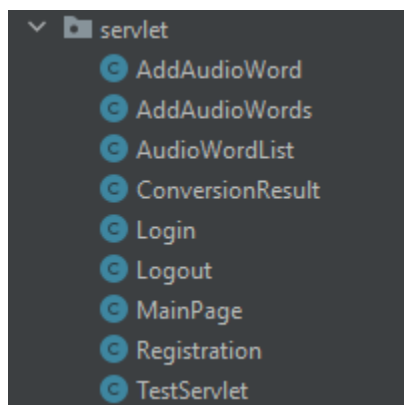 servlet
AddAudioWord
AddAudioWords
AudioWordList
ConversionResult
Login
Logout
MainPage
Registration
TestServlet